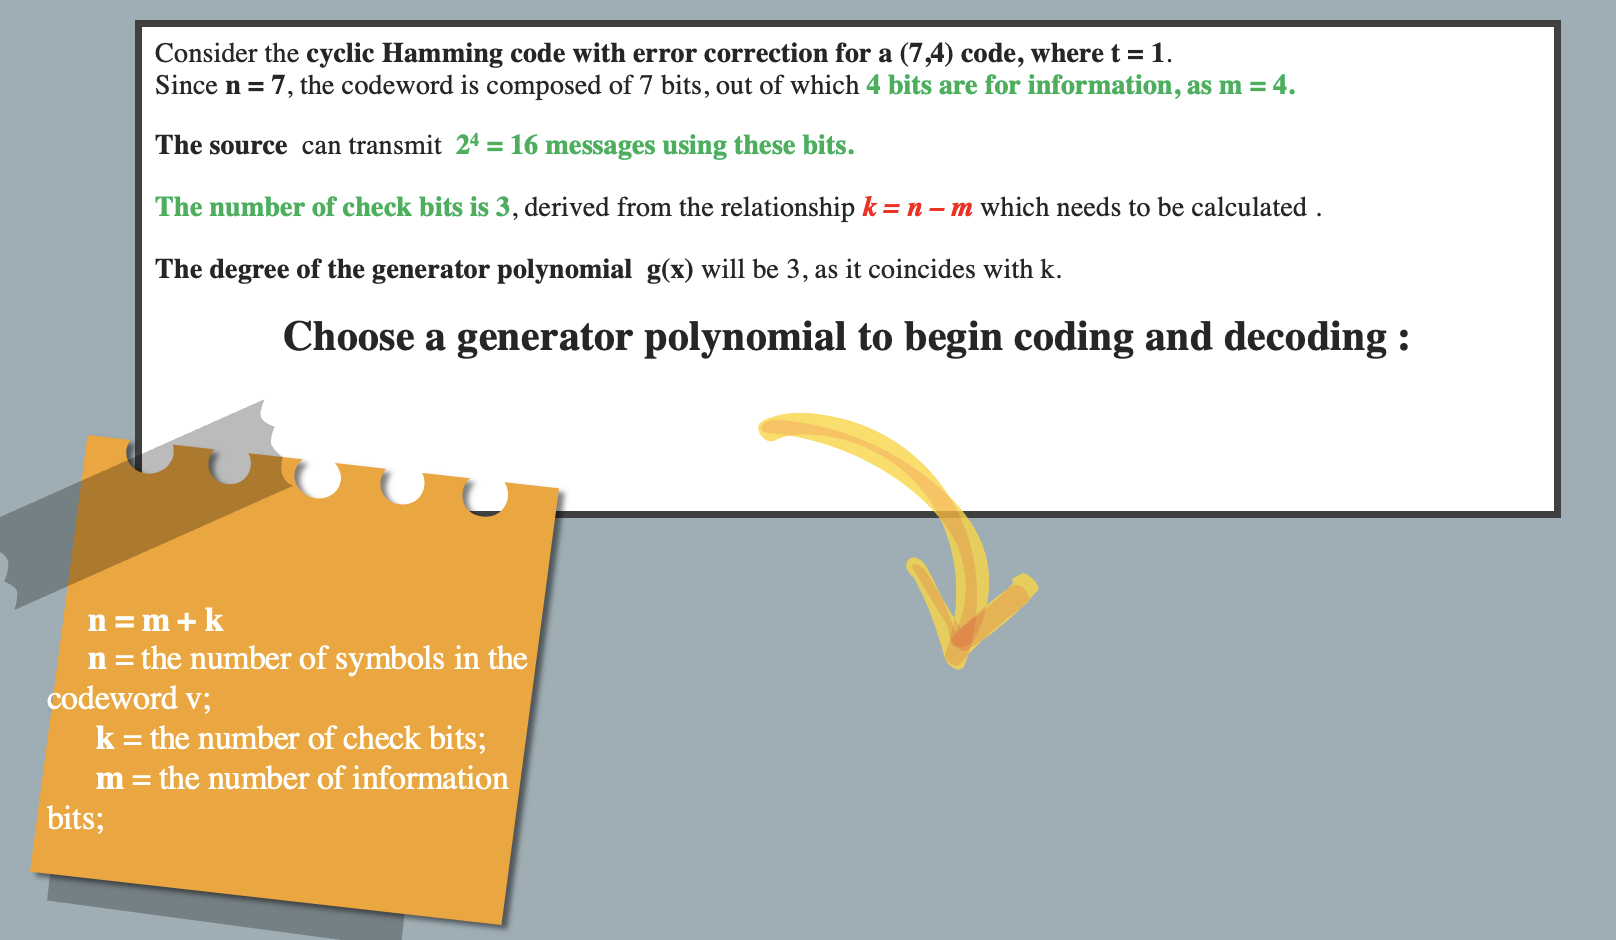 Consider the cyclic Hamming code with error correction for a (7,4) code, where t = 1.
Since n = 7, the codeword is composed of 7 bits, out of which 4 bits are for information, as m = 4.
The source can transmit 2⁴ = 16 messages using these bits.
The number of check bits is 3, derived from the relationship k = n – m which needs to be calculated .
The degree of the generator polynomial g(x) will be 3, as it coincides with k.
Choose a generator polynomial to begin coding and decoding :
n = m + k
n = the number of symbols in the
codeword v;
k = the number of check bits;
m = the number of information
bits;